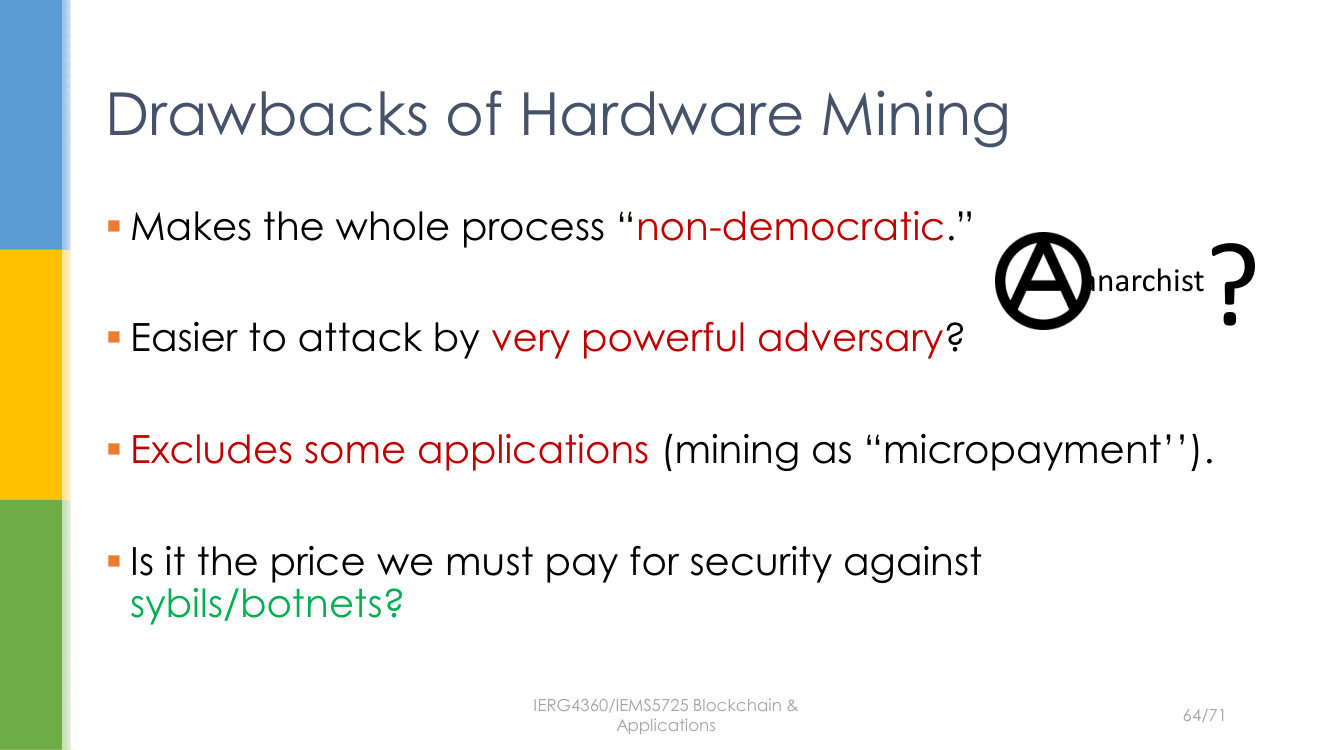 Drawbacks of Hardware Mining
▪ Makes the whole process “non-democratic.”
Anarchist ?
▪ Easier to attack by very powerful adversary?
▪ Excludes some applications (mining as “micropayment’’).
▪ Is it the price we must pay for security against
sybils/botnets?
IERG4360/IEMS5725 Blockchain &
Applications
64/71